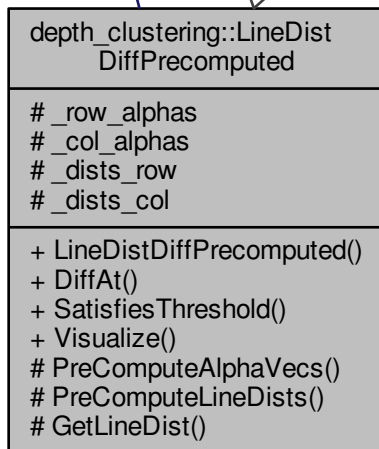 depth_clustering::LineDist
DiffPrecomputed
# _row_alphas
# _col_alphas
# _dists_row
# _dists_col
+ LineDistDiffPrecomputed()
+ DiffAt()
+ SatisfiesThreshold()
+ Visualize()
# PreComputeAlphaVecs()
# PreComputeLineDists()
# GetLineDist()